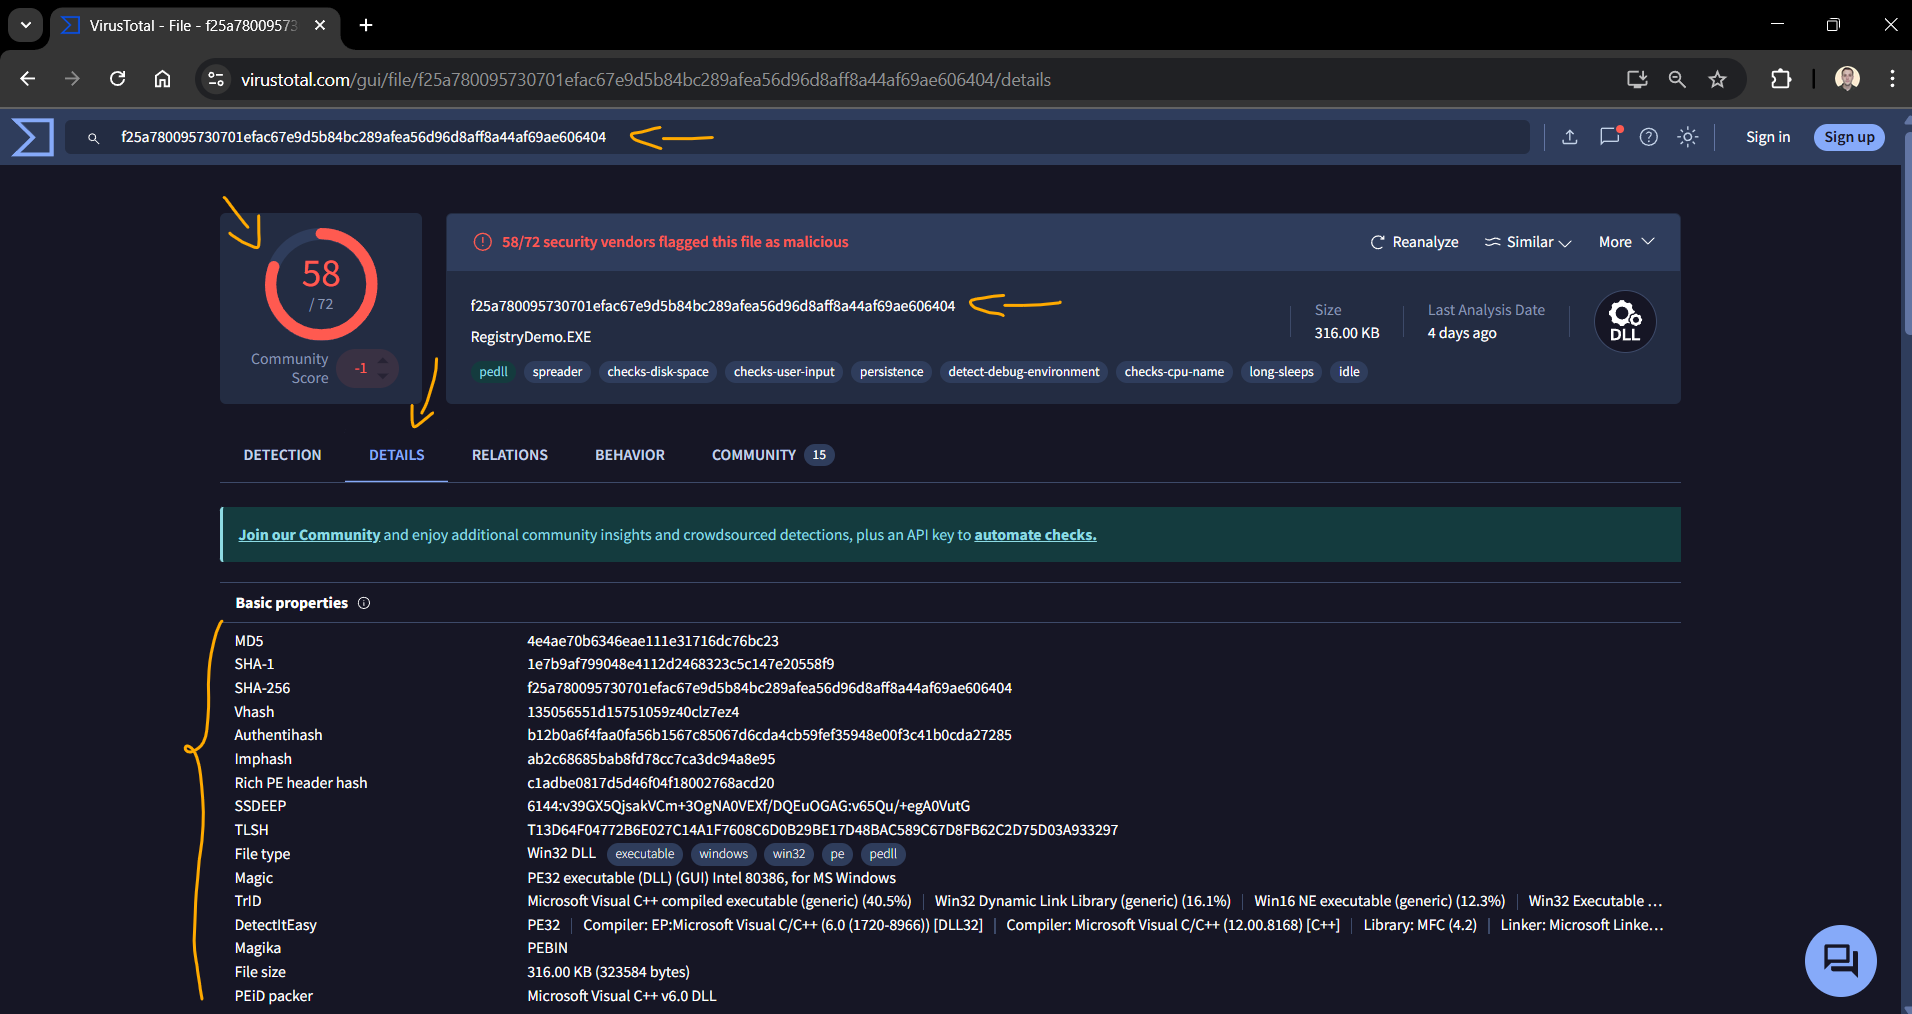 VirusTotal - File - f25a78009573
virustotal.com/gui/file/f25a780095730701efac67e9d5b84bc289afea56d96d8aff8a44af69ae606404/details
f25a780095730701efac67e9d5b84bc289afea56d96d8aff8a44af69ae606404
Sign in
Sign up
58
/ 72
Community
Score
-1
58/72 security vendors flagged this file as malicious
Reanalyze
Similar
More
f25a780095730701efac67e9d5b84bc289afea56d96d8aff8a44af69ae606404
RegistryDemo.EXE
Size
316.00 KB
Last Analysis Date
4 days ago
DLL
pedll spreader checks-disk-space checks-user-input persistence detect-debug-environment checks-cpu-name long-sleeps idle
DETECTION DETAILS RELATIONS BEHAVIOR COMMUNITY 15
Join our Community and enjoy additional community insights and crowdsourced detections, plus an API key to automate checks.
Basic properties
MD5 4e4ae70b6346eae111e31716dc76bc23
SHA-1 1e7b9af799048e4112d2468323c5c147e20558f9
SHA-256 f25a780095730701efac67e9d5b84bc289afea56d96d8aff8a44af69ae606404
Vhash 135056551d15751059z40clz7ez4
Authentihash b12b0a6f4faa0fa56b1567c85067d6cda4cb59fef35948e00f3c41b0cda27285
Imphash ab2c68685bab8fd78cc7ca3dc94a8e95
Rich PE header hash c1adbe0817d5d46f04f18002768acd20
SSDEEP 6144:v39GX5QjsakVCm+3OgNA0VEXf/DQEuOGAG:v65Qu/+egA0VutG
TLSH T13D64F04772B6E027C14A1F7608C6D0B29BE17D48BAC589C67D8FB62C2D75D03A933297
File type Win32 DLL executable windows win32 pe pedll
Magic PE32 executable (DLL) (GUI) Intel 80386, for MS Windows
TrID Microsoft Visual C++ compiled executable (generic) (40.5%) | Win32 Dynamic Link Library (generic) (16.1%) | Win16 NE executable (generic) (12.3%) | Win32 Executable …
DetectItEasy PE32 | Compiler: EP:Microsoft Visual C/C++ (6.0 (1720-8966)) [DLL32] | Compiler: Microsoft Visual C/C++ (12.00.8168) [C++] | Library: MFC (4.2) | Linker: Microsoft Linke…
Magika PEBIN
File size 316.00 KB (323584 bytes)
PEiD packer Microsoft Visual C++ v6.0 DLL